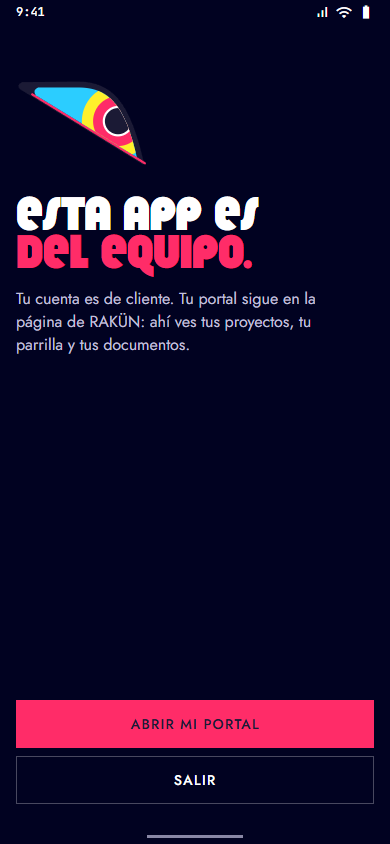 9:41
esTA APP es
DeL eQUIPO.
Tu cuenta es de cliente. Tu portal sigue en la
página de RAKÜN: ahí ves tus proyectos, tu
parrilla y tus documentos.
ABRIR MI PORTAL
SALIR